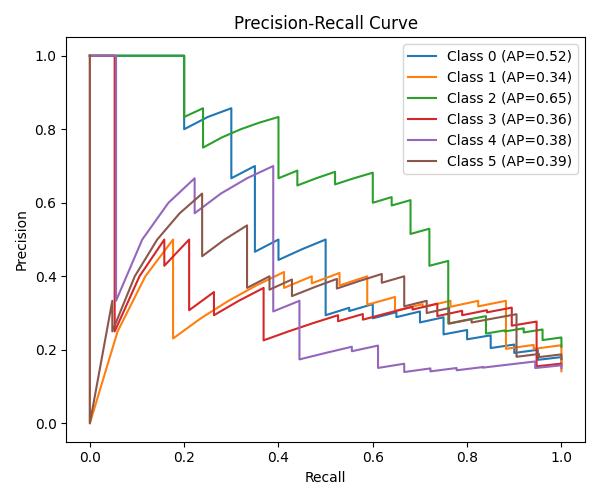 Precision-Recall Curve
Class 0 (AP=0.52)
Class 1 (AP=0.34)
Class 2 (AP=0.65)
Class 3 (AP=0.36)
Class 4 (AP=0.38)
Class 5 (AP=0.39)
Precision
1.0
0.8
0.6
0.4
0.2
0.0
0.0 0.2 0.4 0.6 0.8 1.0
Recall